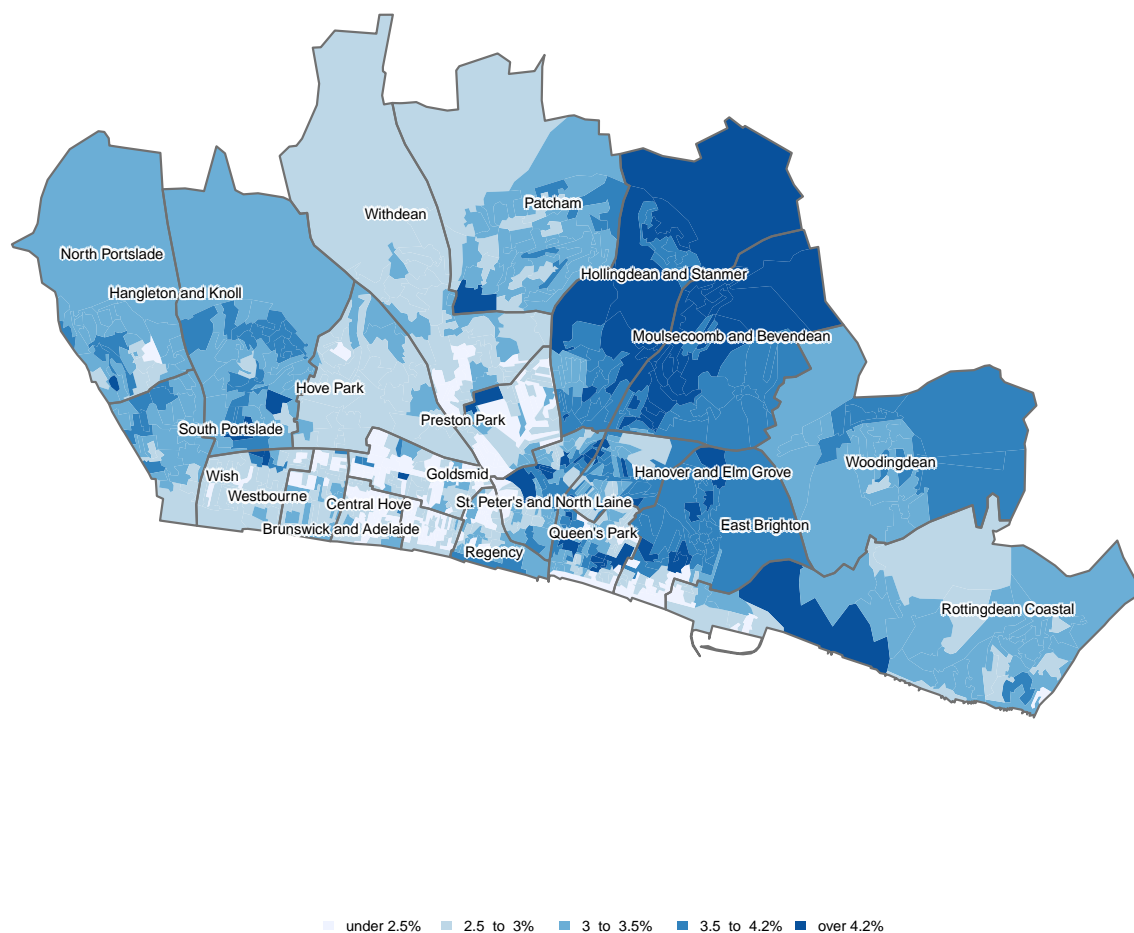 Patcham
Withdean
North Portslade
Hollingdean and Stanmer
Hangleton and Knoll
Moulsecoomb and Bevendean
Hove Park
Preston Park
South Portslade
Woodingdean
Hanover and Elm Grove
Goldsmid
Wish
Westbourne
St. Peter's and North Laine
Central Hove
East Brighton
Brunswick and Adelaide
Queen's Park
Regency
Rottingdean Coastal
under 2.5% 2.5 to 3% 3 to 3.5% 3.5 to 4.2% over 4.2%